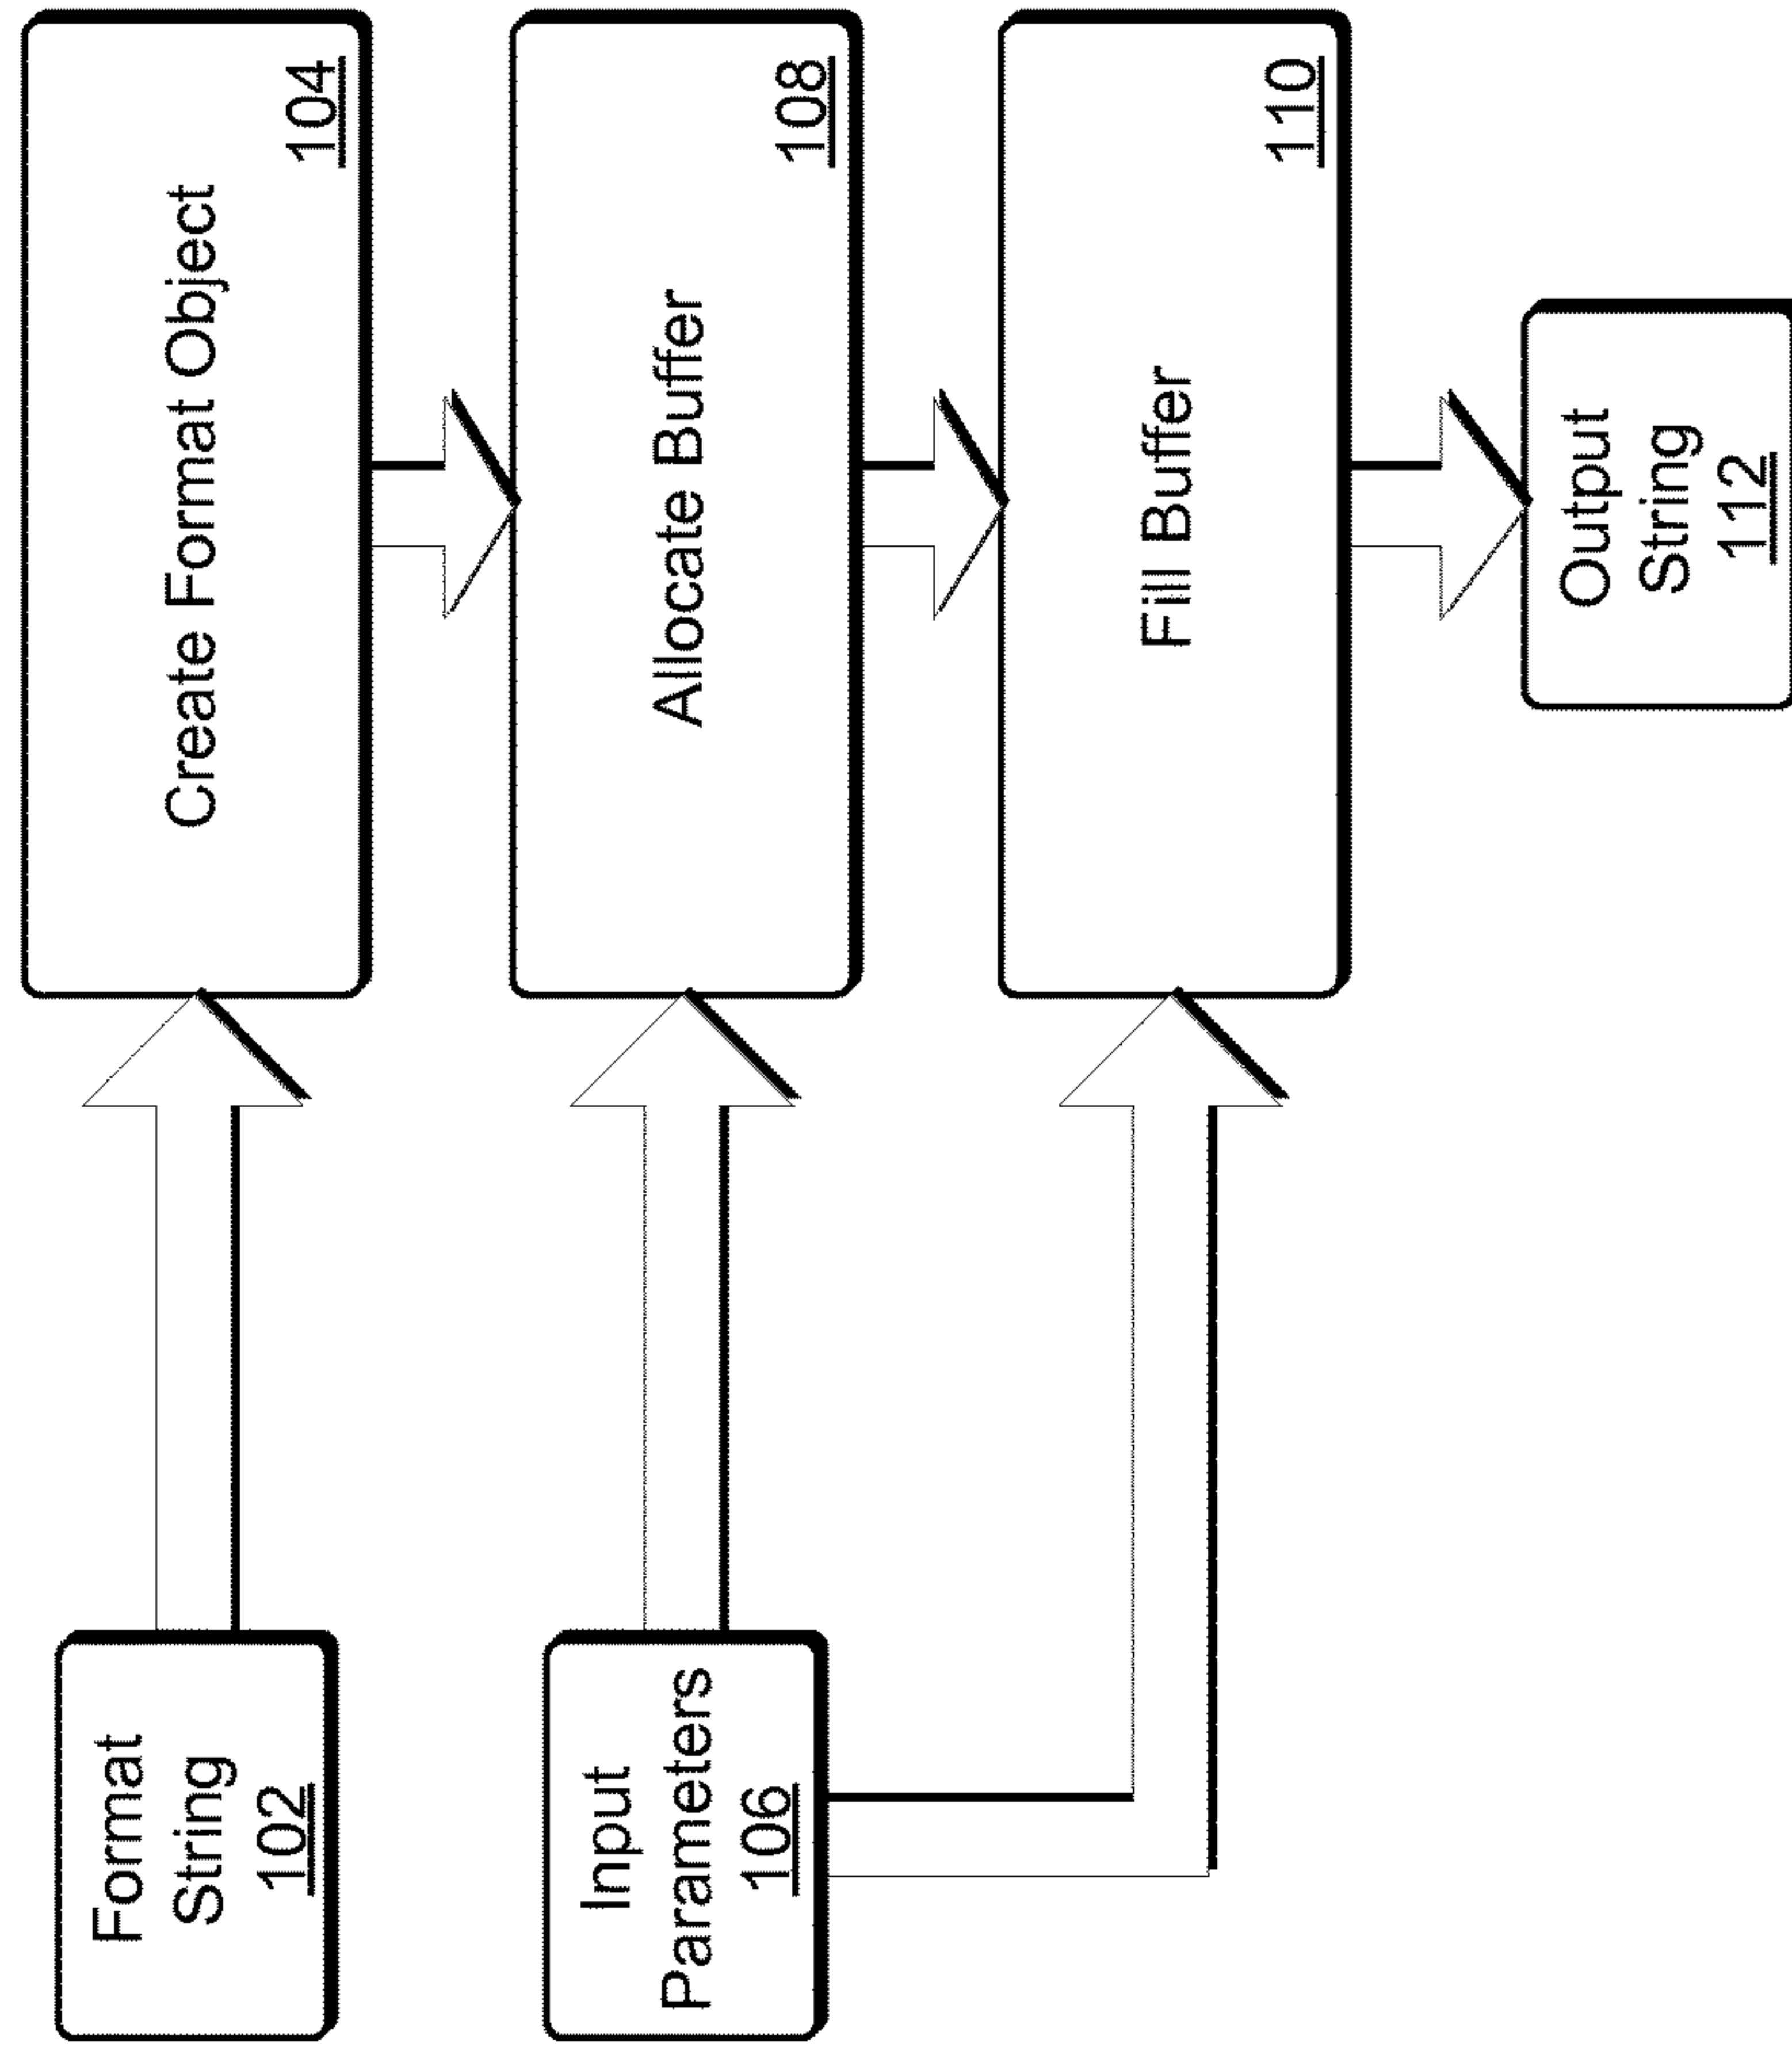 Format
String
102
Create Format Object
104
Input
Parameters
106
Allocate Buffer
108
Fill Buffer
110
Output
String
112